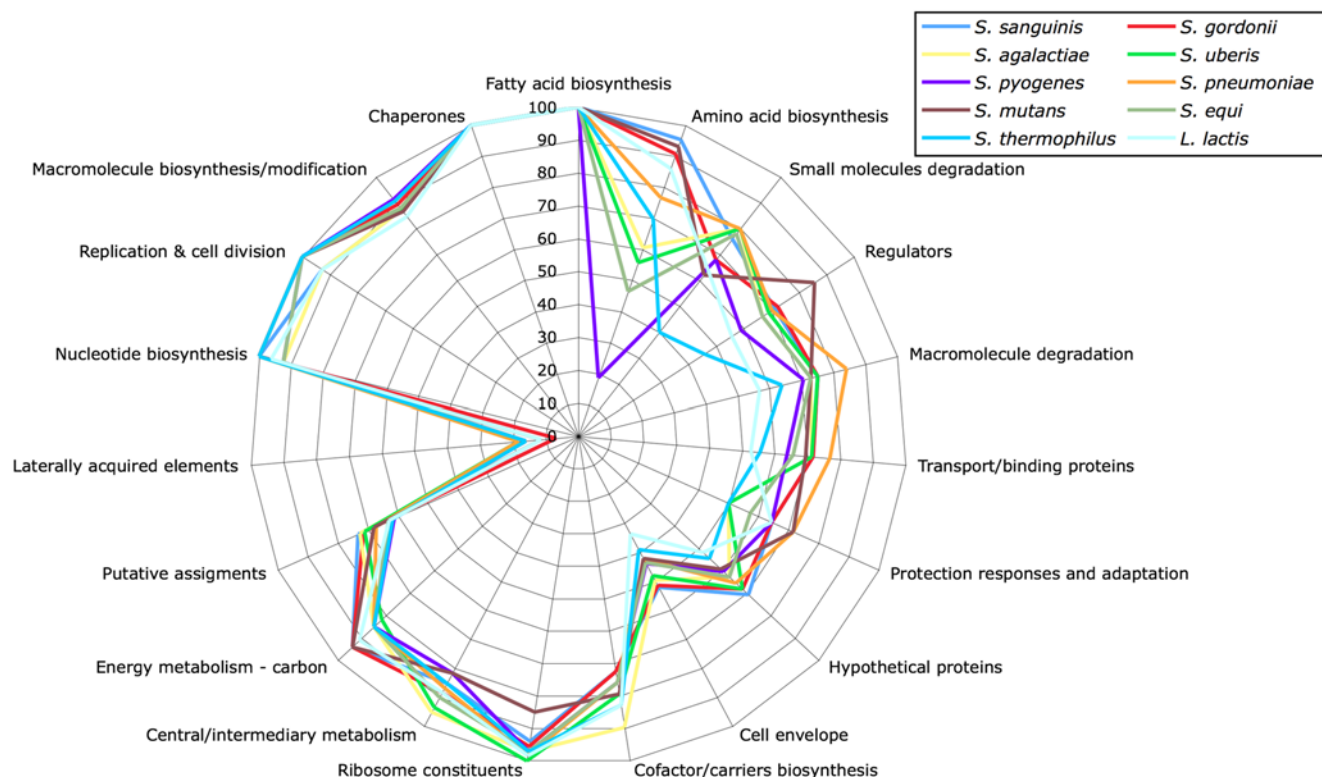 S. sanguinis
S. gordonii
S. agalactiae
S. uberis
S. pyogenes
S. pneumoniae
S. mutans
S. equi
S. thermophilus
L. lactis
Fatty acid biosynthesis
Amino acid biosynthesis
Small molecules degradation
Regulators
Macromolecule degradation
Transport/binding proteins
Protection responses and adaptation
Hypothetical proteins
Cell envelope
Cofactor/carriers biosynthesis
Ribosome constituents
Central/intermediary metabolism
Energy metabolism - carbon
Putative assigments
Laterally acquired elements
Nucleotide biosynthesis
Replication & cell division
Macromolecule biosynthesis/modification
Chaperones
100
90
80
70
60
50
40
30
20
10
0